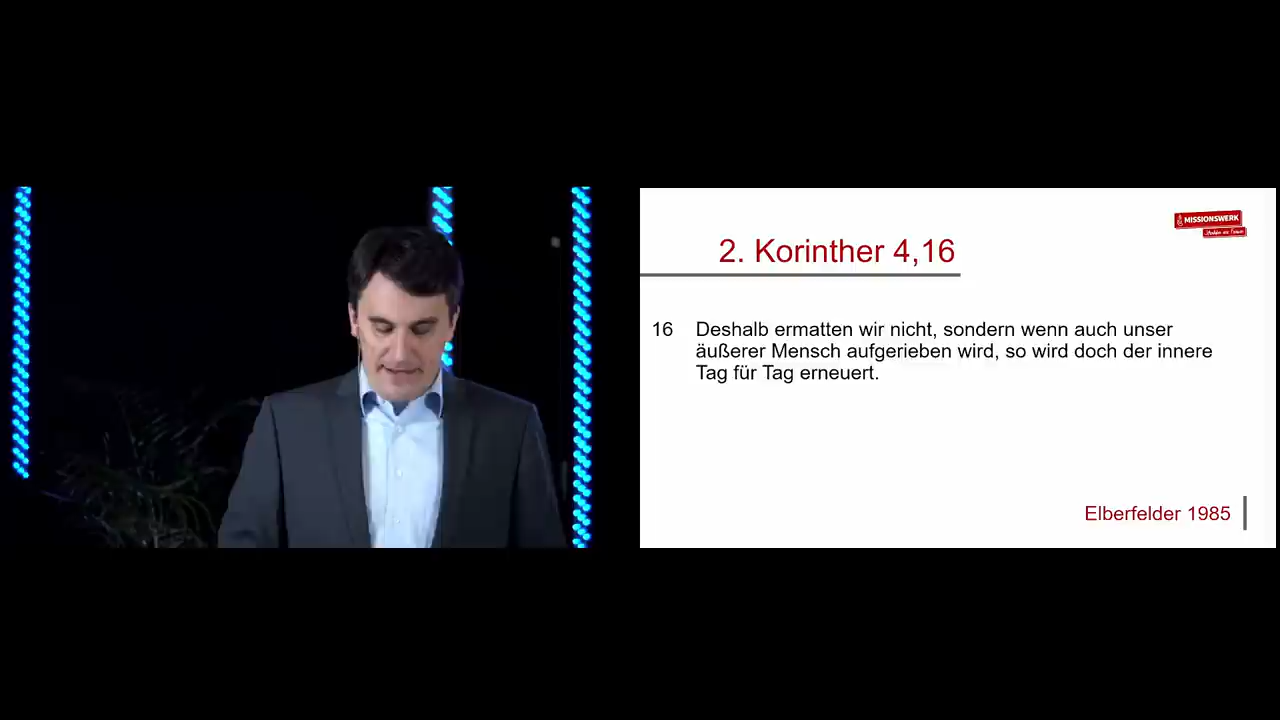 MISSIONSWERK
2. Korinther 4,16
16 Deshalb ermatten wir nicht, sondern wenn auch unser
äußerer Mensch aufgerieben wird, so wird doch der innere
Tag für Tag erneuert.
Elberfelder 1985